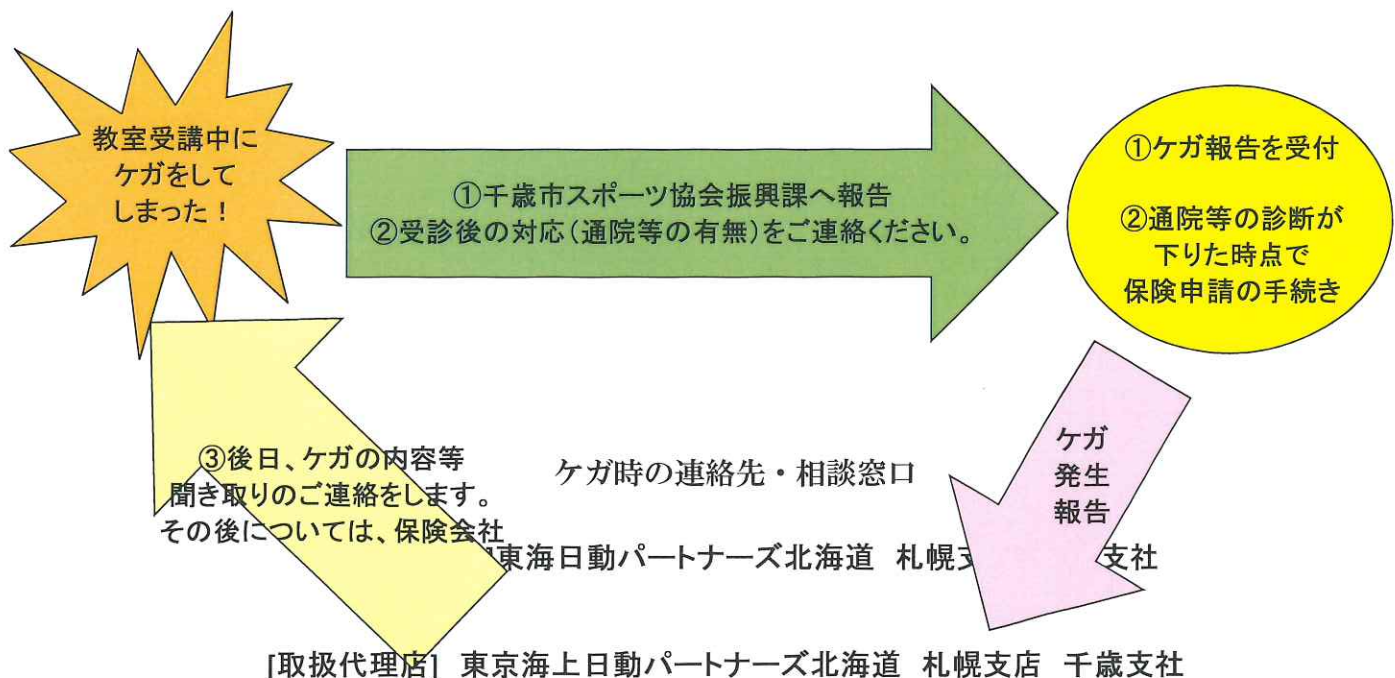 教室受講中に
ケガをして
しまった！
①千歳市スポーツ協会振興課へ報告
②受診後の対応（通院等の有無）をご連絡ください。
①ケガ報告を受付
②通院等の診断が
下りた時点で
保険申請の手続き
ケガ
発生
報告
③後日、ケガの内容等
聞き取りのご連絡をします。
その後については、保険会社
ケガ時の連絡先・相談窓口
東海日動パートナーズ北海道 札幌支 支社
[取扱代理店] 東京海上日動パートナーズ北海道 札幌支店 千歳支社